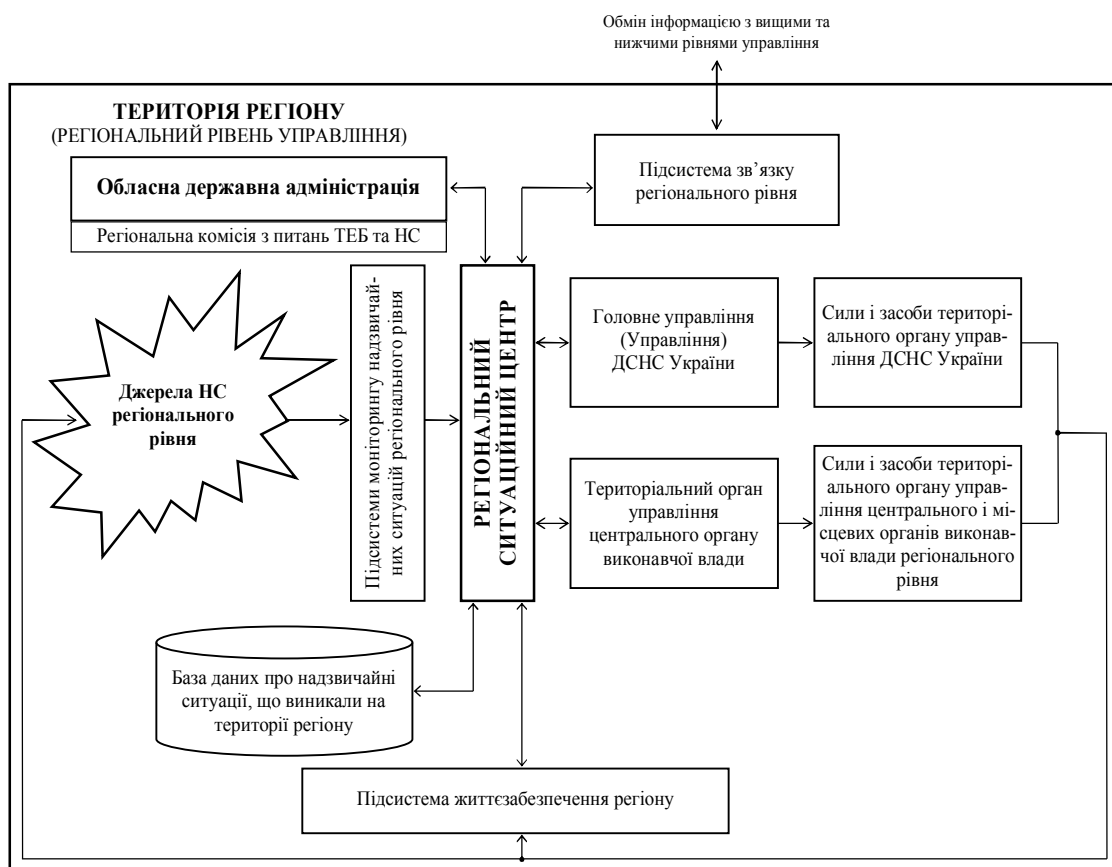 Обмін інформацією з вищими та
нижчими рівнями управління
ТЕРИТОРІЯ РЕГІОНУ
(РЕГІОНАЛЬНИЙ РІВЕНЬ УПРАВЛІННЯ)
Обласна державна адміністрація
Регіональна комісія з питань ТЕБ та НС
Підсистема зв’язку
регіонального рівня
Джерела НС
регіонального
рівня
Підсистеми моніторингу надзвичай-
них ситуацій регіонального рівня
РЕГІОНАЛЬНИЙ
СИТУАЦІЙНИЙ ЦЕНТР
Головне управління
(Управління)
ДСНС України
Сили і засоби територі-
ального органу управ-
ління ДСНС України
Територіальний орган
управління
центрального органу
виконавчої влади
Сили і засоби територі-
ального органу управ-
ління центрального і мі-
сцевих органів виконав-
чої влади регіонального
рівня
База даних про надзвичайні
ситуації, що виникали на
території регіону
Підсистема життєзабезпечення регіону